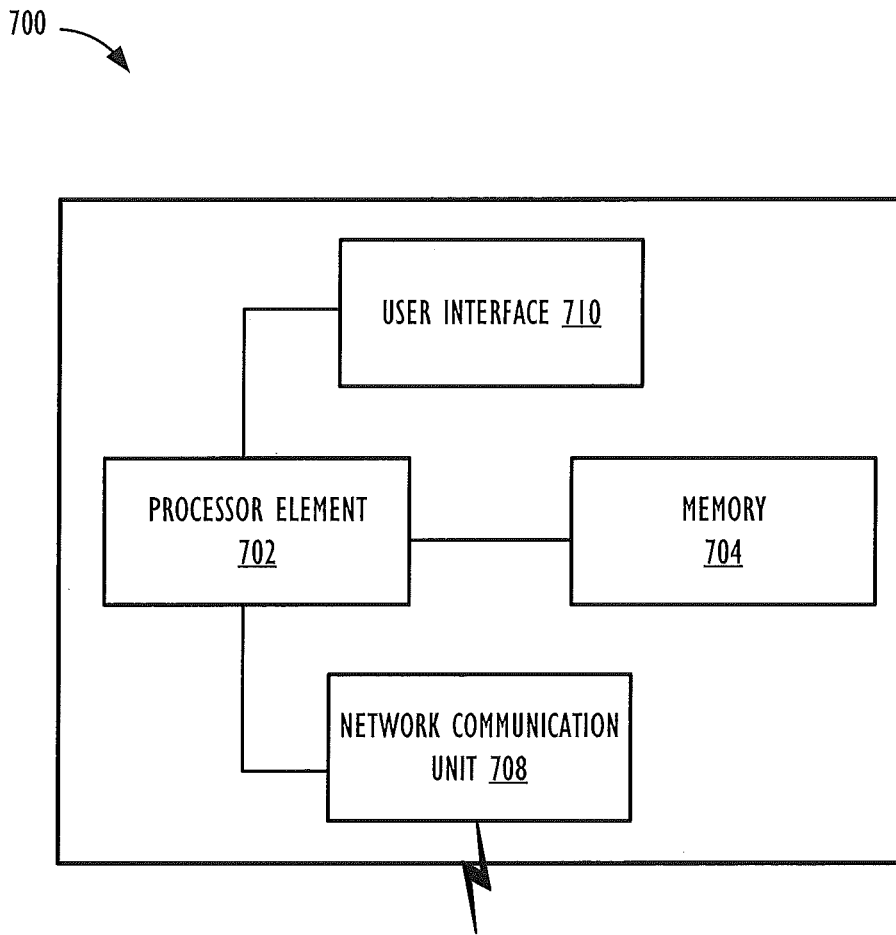 700
USER INTERFACE 710
PROCESSOR ELEMENT
702
MEMORY
704
NETWORK COMMUNICATION
UNIT 708